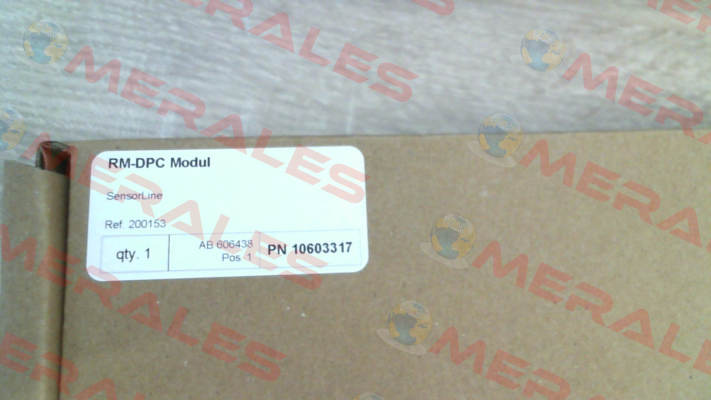 RM-DPC Modul
SensorLine
Ref. 200153
qty. 1
AB 606438
Pos. 1
PN 10603317
MERALES
MERALES
MERALES
MERALES
MERALES
MERALES